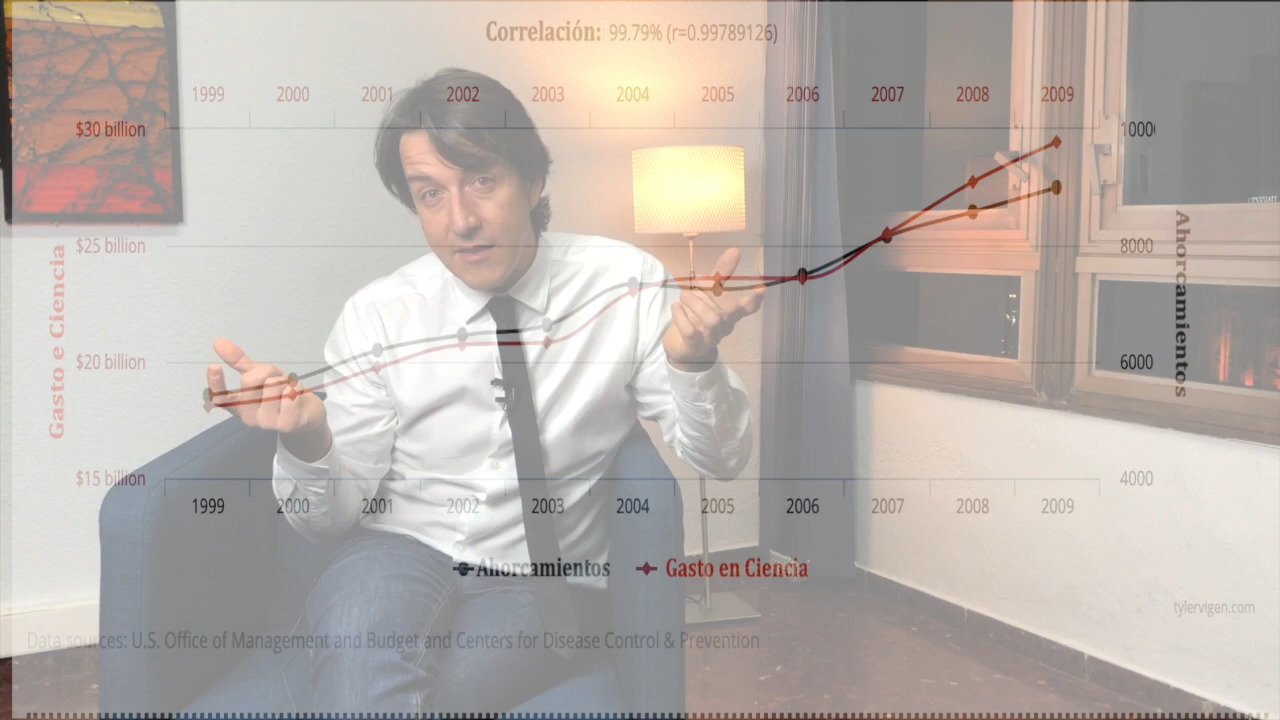 Correlación: 99.79% (r=0.99789126)
1999 2000 2001 2002 2003 2004 2005 2006 2007 2008 2009
$30 billion
1000
$25 billion
8000
$20 billion
6000
$15 billion
4000
Gasto e Ciencia
Ahorcamientos
1999 2000 2001 2002 2003 2004 2005 2006 2007 2008 2009
Ahorcamientos Gasto en Ciencia
tylervigen.com
Data sources: U.S. Office of Management and Budget and Centers for Disease Control & Prevention